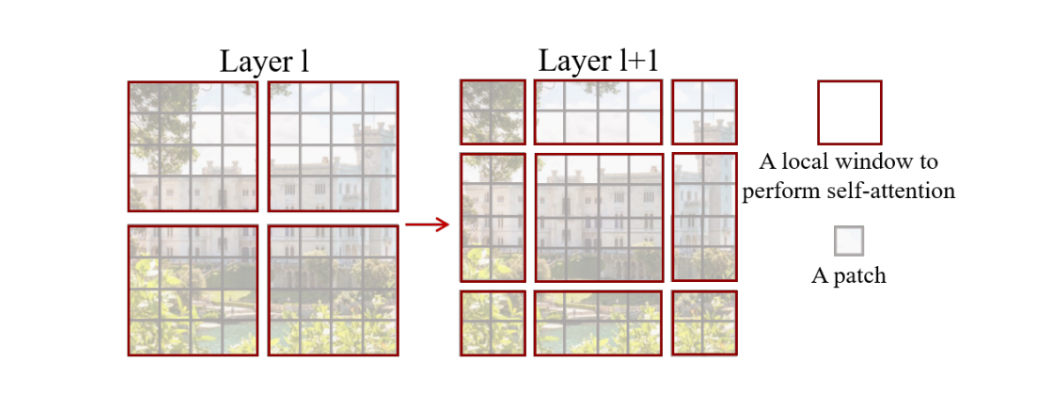 Layer l
Layer l+1
A local window to
perform self-attention
A patch